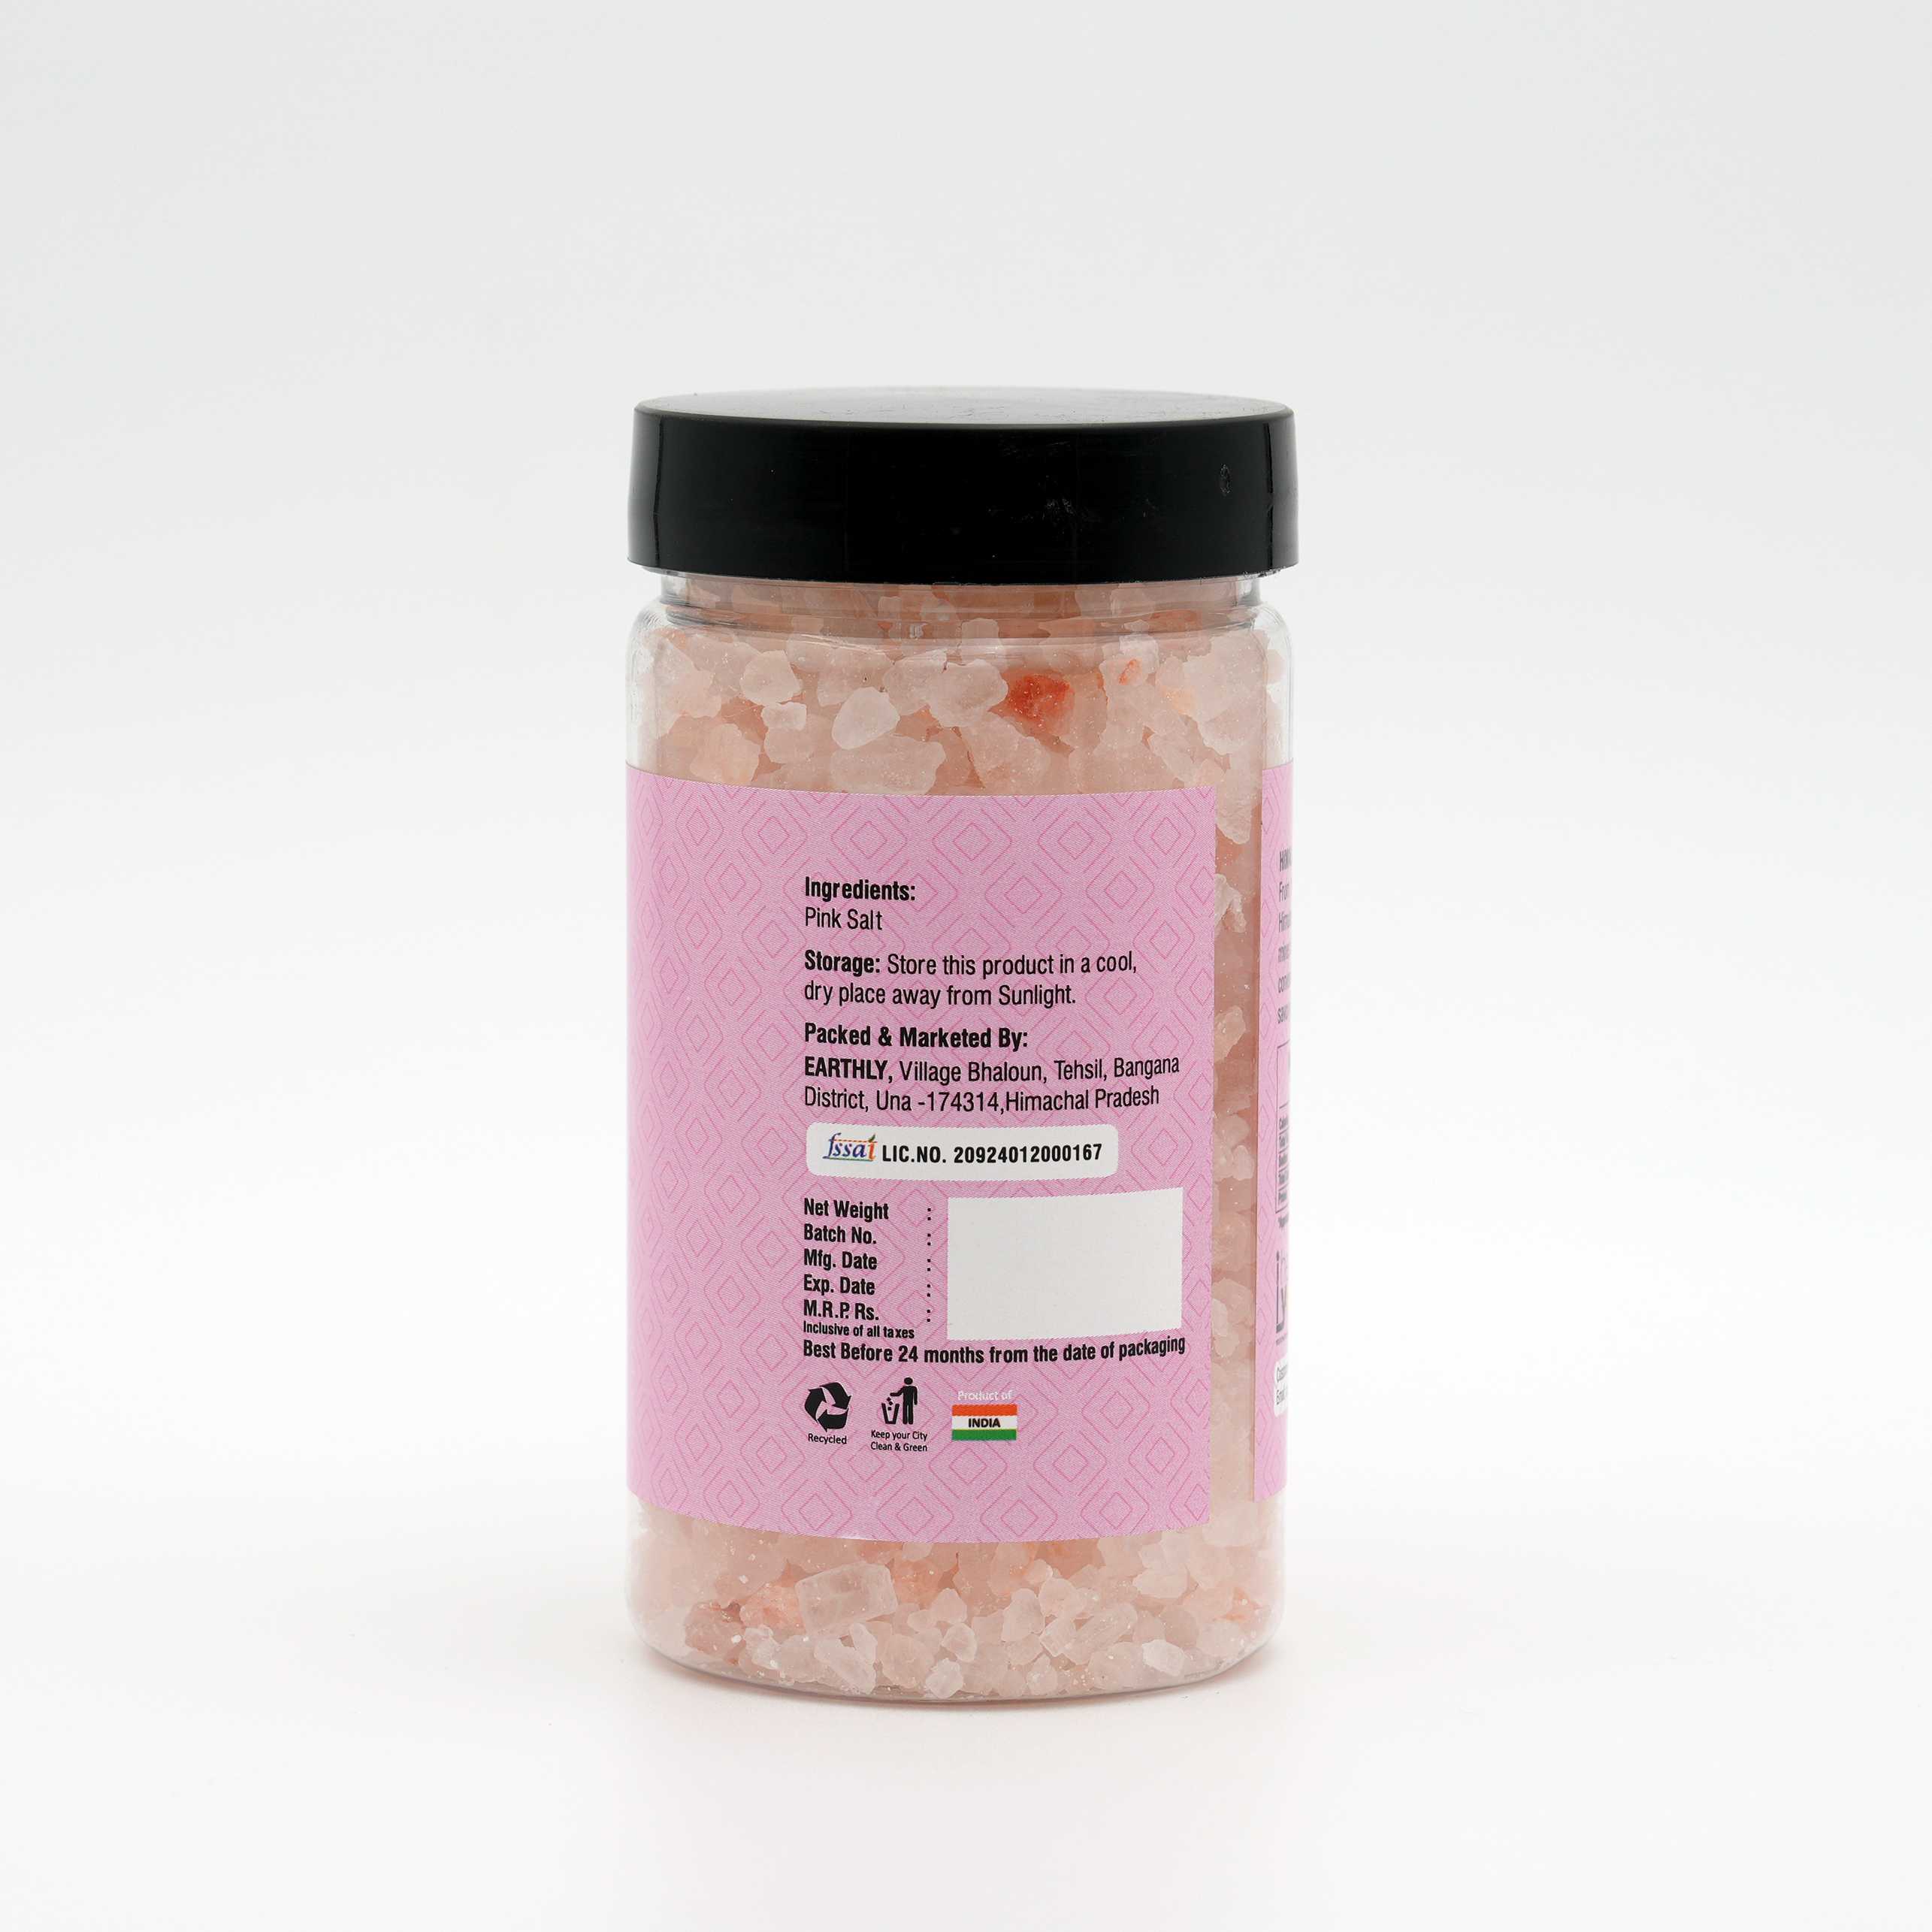 Ingredients:
Pink Salt
Storage: Store this product in a cool,
dry place away from Sunlight.
Packed & Marketed By:
EARTHLY, Village Bhaloun, Tehsil, Bangana
District, Una -174314,Himachal Pradesh
fssai LIC.NO. 20924012000167
Net Weight :
Batch No. :
Mfg. Date :
Exp. Date :
M.R.P. Rs. :
Inclusive of all taxes
Best Before 24 months from the date of packaging
Recycled
Keep your City
Clean & Green
Product of
INDIA